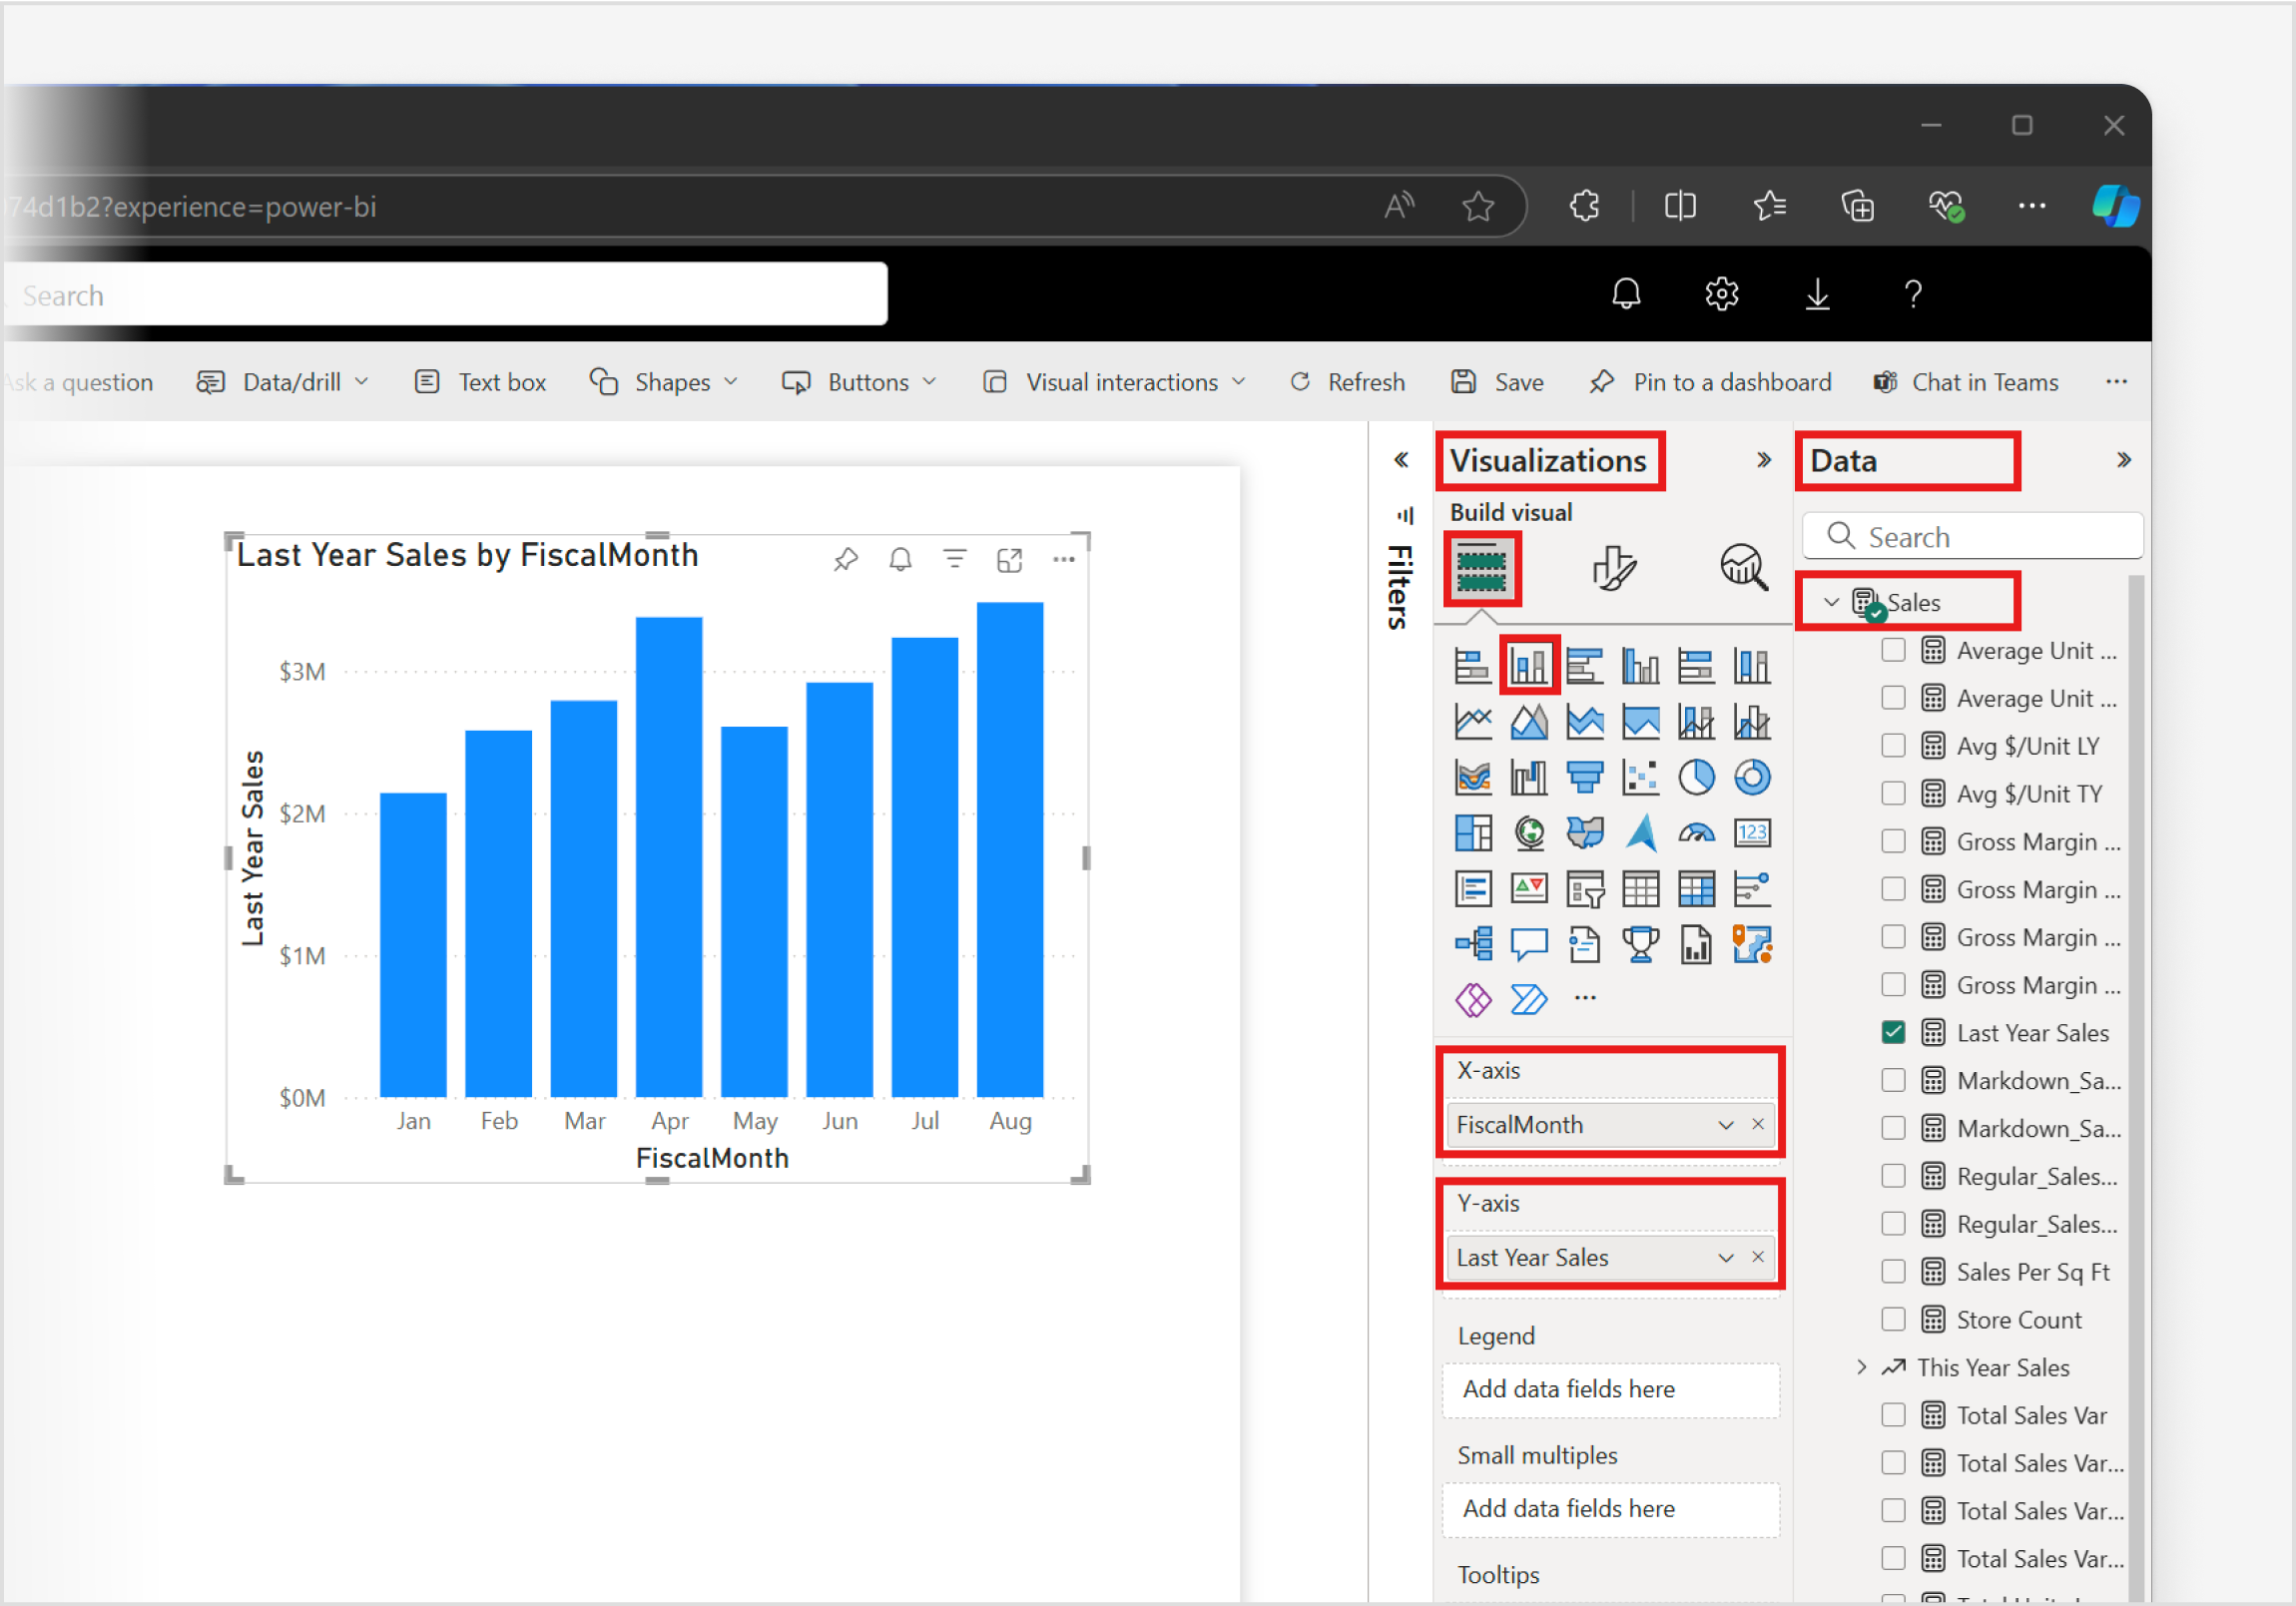 74d1b2?experience=power-bi
Search
Ask a question
Data/drill
Text box
Shapes
Buttons
Visual interactions
Refresh
Save
Pin to a dashboard
Chat in Teams
Last Year Sales by FiscalMonth
$3M
$2M
$1M
$0M
Last Year Sales
Jan
Feb
Mar
Apr
May
Jun
Jul
Aug
FiscalMonth
Filters
Visualizations
Build visual
123
X-axis
FiscalMonth
Y-axis
Last Year Sales
Legend
Add data fields here
Small multiples
Add data fields here
Tooltips
Data
Search
Sales
Average Unit ...
Average Unit ...
Avg $/Unit LY
Avg $/Unit TY
Gross Margin ...
Gross Margin ...
Gross Margin ...
Gross Margin ...
Last Year Sales
Markdown_Sa...
Markdown_Sa...
Regular_Sales...
Regular_Sales...
Sales Per Sq Ft
Store Count
This Year Sales
Total Sales Var
Total Sales Var...
Total Sales Var...
Total Sales Var...